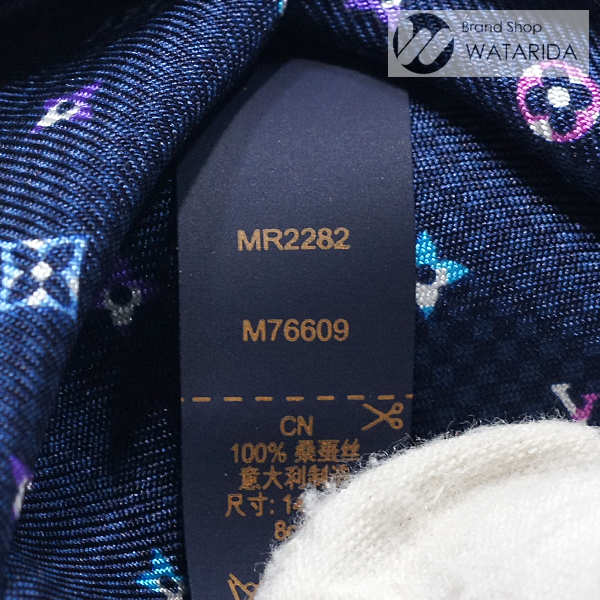 Brand Shop
WATARIDA
MR2282
M76609
CN
100% 桑蚕丝
意大利制造
尺寸: 14